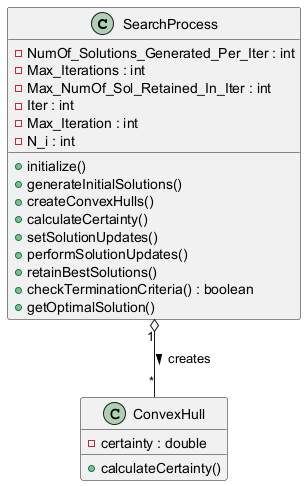 C SearchProcess
NumOf_Solutions_Generated_Per_Iter : int
Max_Iterations : int
Max_NumOf_Sol_Retained_In_Iter : int
Iter : int
Max_Iteration : int
N_i : int
initialize()
generateInitialSolutions()
createConvexHulls()
calculateCertainty()
setSolutionUpdates()
performSolutionUpdates()
retainBestSolutions()
checkTerminationCriteria() : boolean
getOptimalSolution()
1
creates
*
C ConvexHull
certainty : double
calculateCertainty()